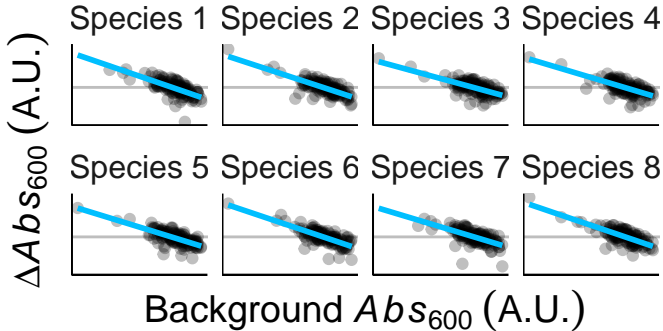 Species 1 Species 2 Species 3 Species 4
ΔAbs₆₀₀ (A.U.)
Species 5 Species 6 Species 7 Species 8
Background Abs₆₀₀ (A.U.)